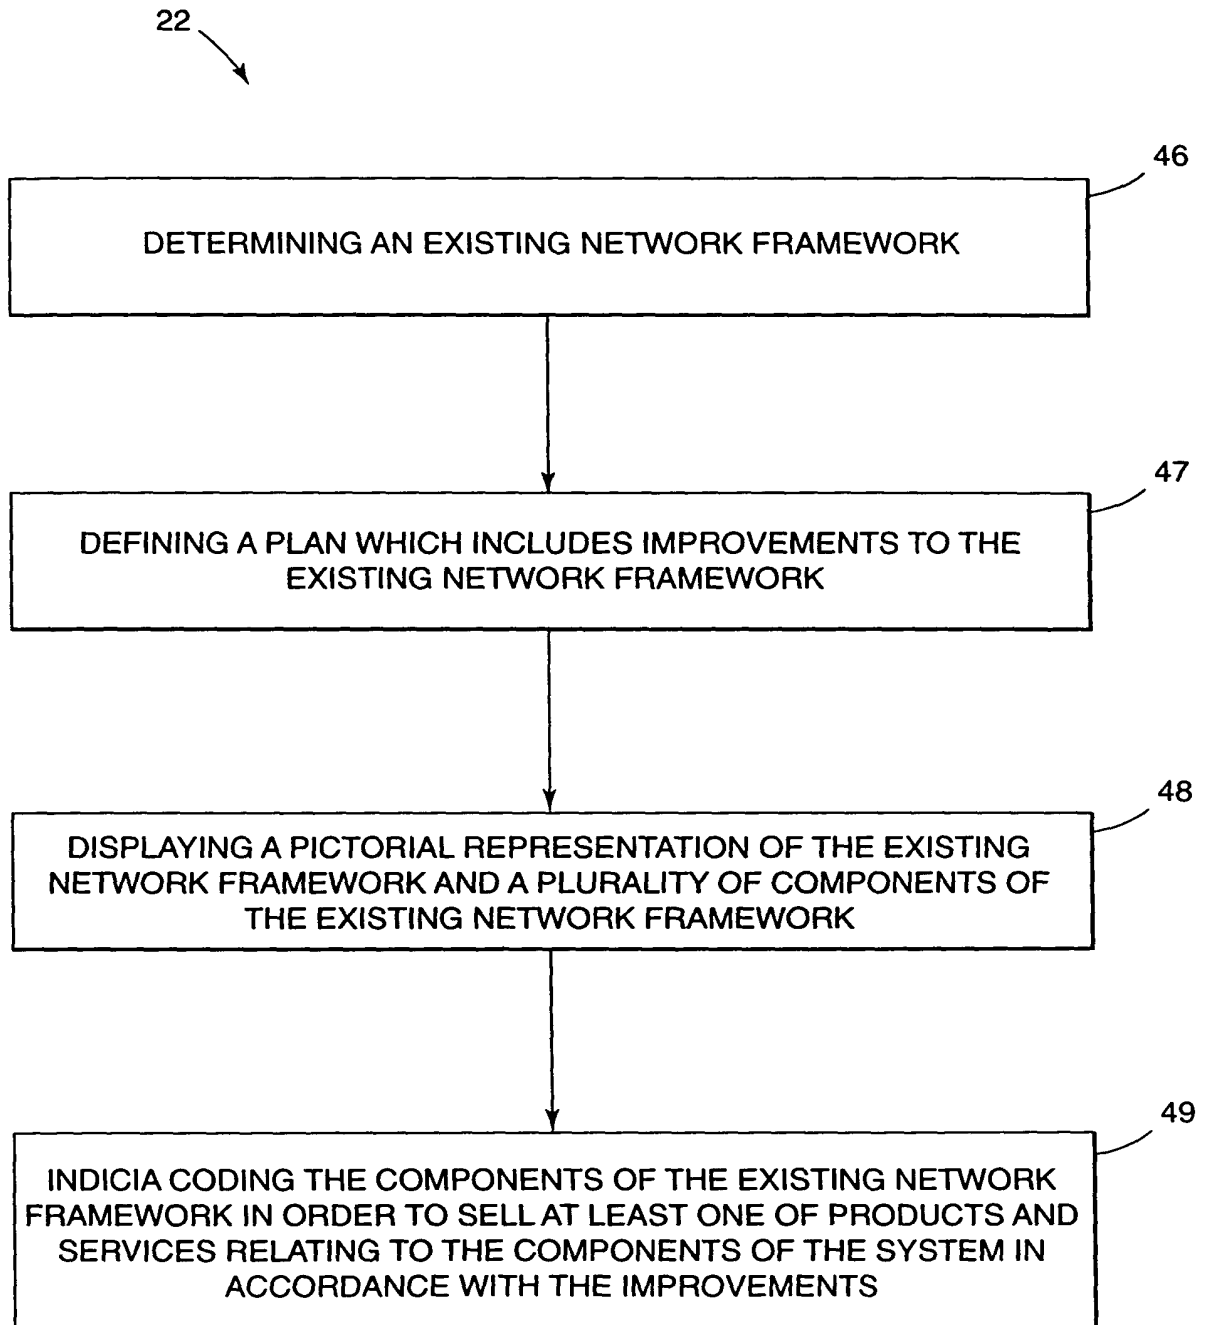 22
46
DETERMINING AN EXISTING NETWORK FRAMEWORK
47
DEFINING A PLAN WHICH INCLUDES IMPROVEMENTS TO THE
EXISTING NETWORK FRAMEWORK
48
DISPLAYING A PICTORIAL REPRESENTATION OF THE EXISTING
NETWORK FRAMEWORK AND A PLURALITY OF COMPONENTS OF
THE EXISTING NETWORK FRAMEWORK
49
INDICIA CODING THE COMPONENTS OF THE EXISTING NETWORK
FRAMEWORK IN ORDER TO SELL AT LEAST ONE OF PRODUCTS AND
SERVICES RELATING TO THE COMPONENTS OF THE SYSTEM IN
ACCORDANCE WITH THE IMPROVEMENTS